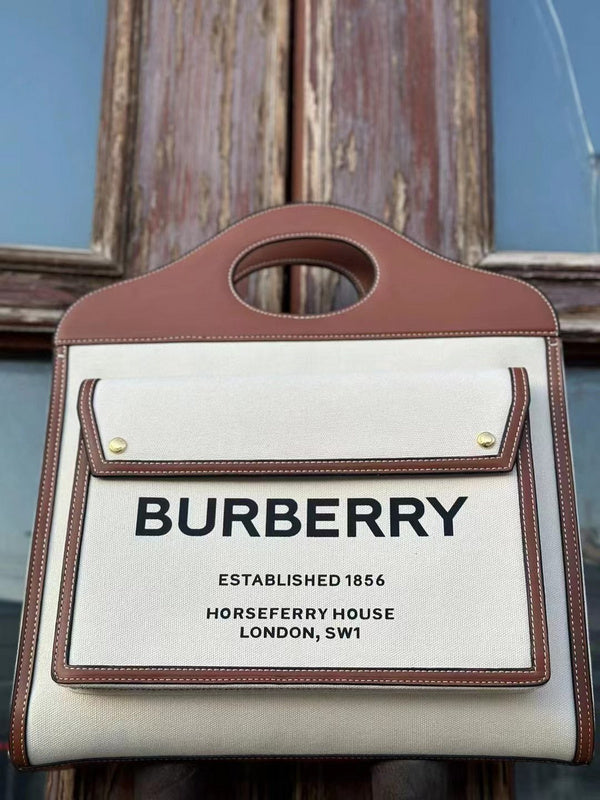 BURBERRY
ESTABLISHED 1856
HORSEFERRY HOUSE
LONDON, SW1